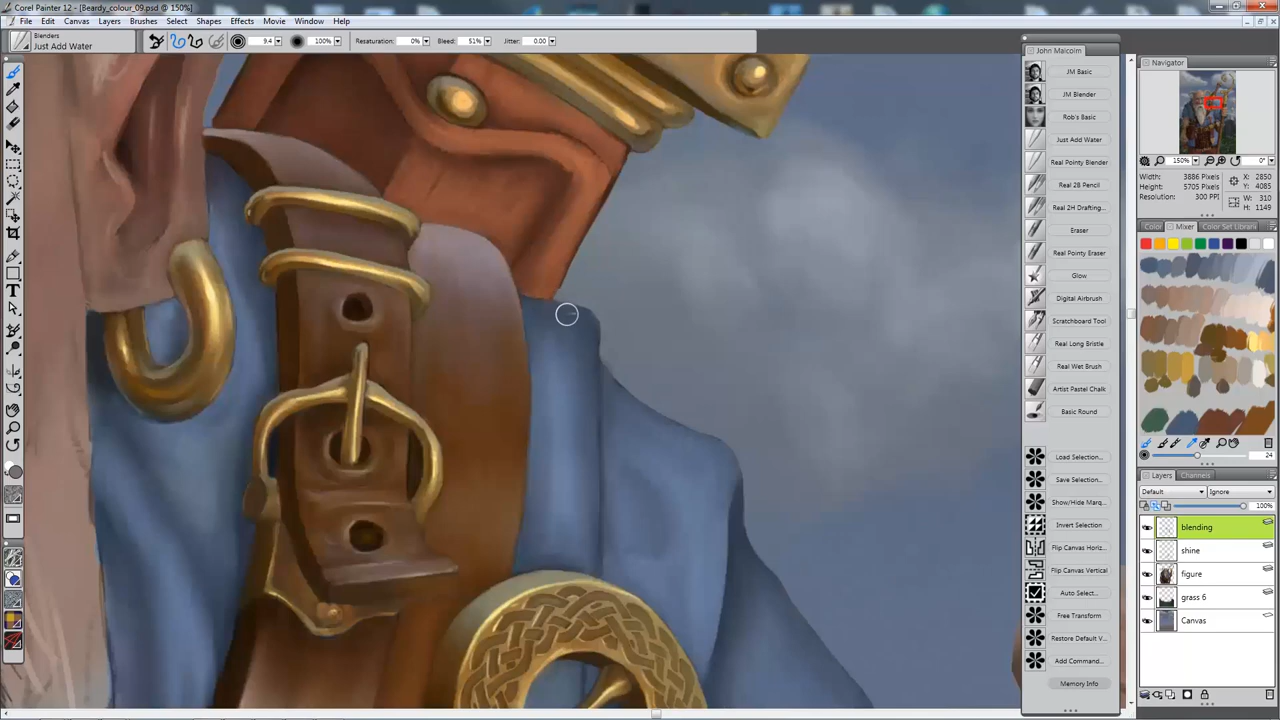 Corel Painter 12 - [Beardy_colour_09.psd @ 150%]
File Edit Canvas Layers Brushes Select Shapes Effects Movie Window Help
Blenders
Just Add Water
9.4 100% Resaturation: 0% Bleed: 51% Jitter: 0.00
John Malcolm
JM Basic
JM Blender
Rob's Basic
Just Add Water
Real Pointy Blender
Real 2B Pencil
Real 2H Drafting...
Eraser
Real Pointy Eraser
Glow
Digital Airbrush
Scratchboard Tool
Real Long Bristle
Real Wet Brush
Artist Pastel Chalk
Basic Round
Load Selection...
Save Selection...
Show/Hide Marq...
Invert Selection
Flip Canvas Horiz...
Flip Canvas Vertical
Auto Select...
Free Transform
Restore Default V...
Add Command...
Memory Info
Navigator
150% 0°
Width: 3886 Pixels X: 2850
Height: 5705 Pixels Y: 4085
Resolution: 300 PPI W: 310
H: 1149
Color Mixer Color Set Librari
24
Layers Channels
Default Ignore
100%
blending
shine
figure
grass 6
Canvas